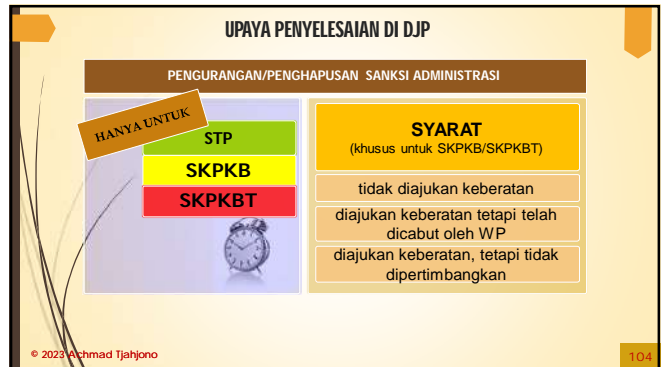 UPAYA PENYELESAIAN DI DJP
PENGURANGAN/PENGHAPUSAN SANKSI ADMINISTRASI
HANYA UNTUK
STP
SKPKB
SKPKBT
SYARAT
(khusus untuk SKPKB/SKPKBT)
tidak diajukan keberatan
diajukan keberatan tetapi telah
dicabut oleh WP
diajukan keberatan, tetapi tidak
dipertimbangkan
© 2023 Achmad Tjahjono
104